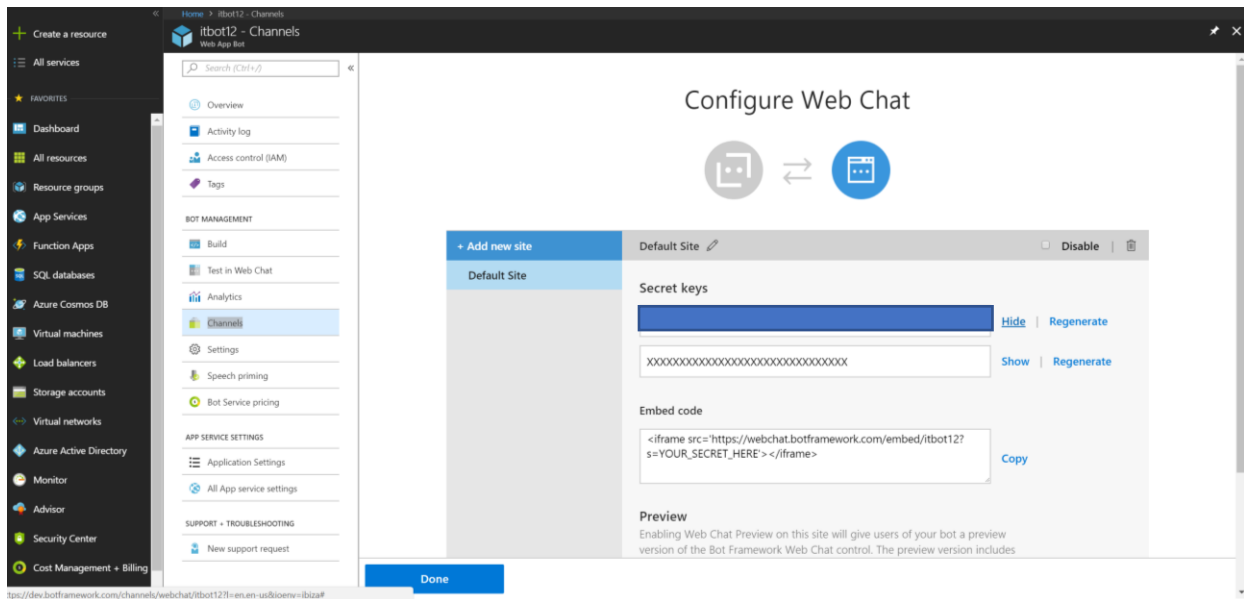 Home > itbot12 - Channels
itbot12 - Channels
Web App Bot
Create a resource
All services
FAVORITES
Dashboard
All resources
Resource groups
App Services
Function Apps
SQL databases
Azure Cosmos DB
Virtual machines
Load balancers
Storage accounts
Virtual networks
Azure Active Directory
Monitor
Advisor
Security Center
Cost Management + Billing
Search (Ctrl+/)
Overview
Activity log
Access control (IAM)
Tags
BOT MANAGEMENT
Build
Test in Web Chat
Analytics
Channels
Settings
Speech priming
Bot Service pricing
APP SERVICE SETTINGS
Application Settings
All App service settings
SUPPORT + TROUBLESHOOTING
New support request
Configure Web Chat
+ Add new site
Default Site
Default Site
Disable
Secret keys
Hide | Regenerate
XXXXXXXXXXXXXXXXXXXXXXXXXXXXXXXX
Show | Regenerate
Embed code
<iframe src='https://webchat.botframework.com/embed/itbot12?
s=YOUR_SECRET_HERE'></iframe>
Copy
Preview
Enabling Web Chat Preview on this site will give users of your bot a preview
version of the Bot Framework Web Chat control. The preview version includes
Done
ttps://dev.botframework.com/channels/webchat/itbot12?l=en.en-us&ioenv=ibiza#